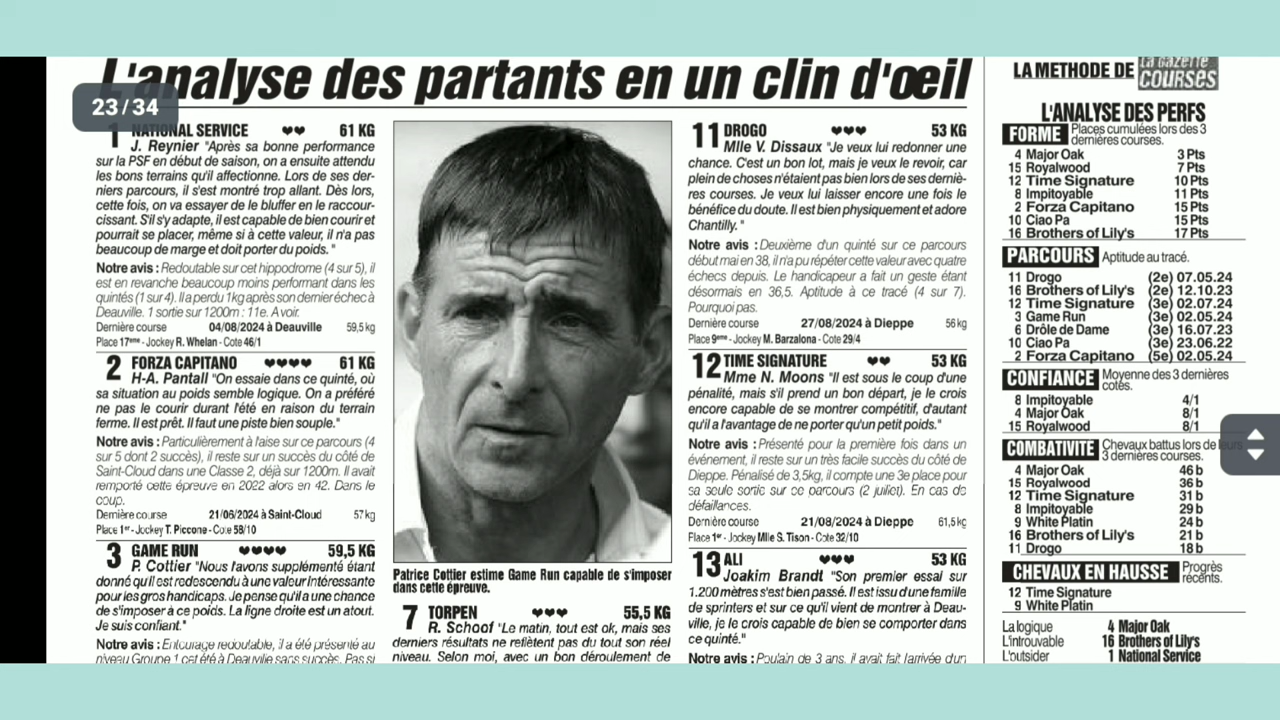 L'analyse des partants en un clin d'œil
23/34
1 NATIONAL SERVICE ♥♥ 61 KG
J. Reynier "Après sa bonne performance
sur la PSF en début de saison, on a ensuite attendu
les bons terrains qu'il affectionne. Lors de ses der-
niers parcours, il s'est montré trop allant. Dès lors,
cette fois, on va essayer de le bluffer en le raccour-
cissant. S'il s'y adapte, il est capable de bien courir et
pourrait se placer, même si à cette valeur, il n'a pas
beaucoup de marge et doit porter du poids."
Notre avis : Redoutable sur cet hippodrome (4 sur 5), il
est en revanche beaucoup moins performant dans les
quintés (1 sur 4). Il a perdu 1kg après son dernier échec à
Deauville. 1 sortie sur 1200m : 11e. A voir.
Dernière course 04/08/2024 à Deauville 59,5 kg
Place 17ème - Jockey R. Whelan - Cote 46/1
2 FORZA CAPITANO ♥♥♥♥ 61 KG
H-A. Pantall "On essaie dans ce quinté, où
sa situation au poids semble logique. On a préféré
ne pas le courir durant l'été en raison du terrain
ferme. Il est prêt. Il faut une piste bien souple."
Notre avis : Particulièrement à l'aise sur ce parcours (4
sur 5 dont 2 succès), il reste sur un succès du côté de
Saint-Cloud dans une Classe 2, déjà sur 1200m. Il avait
remporté cette épreuve en 2022 alors en 42. Dans le
coup.
Dernière course 21/06/2024 à Saint-Cloud 57 kg
Place 1er - Jockey T. Piccone - Cote 58/10
3 GAME RUN ♥♥♥♥ 59,5 KG
P. Cottier "Nous l'avons supplémenté étant
donné qu'il est redescendu à une valeur intéressante
pour les gros handicaps. Je pense qu'il a une chance
de s'imposer à ce poids. La ligne droite est un atout.
Je suis confiant."
Notre avis : Entourage redoutable, il a été présenté au
niveau Groupe 1 cet été à Deauville sans succès. Pas si
Patrice Cottier estime Game Run capable de s'imposer
dans cette épreuve.
7 TORPEN ♥♥♥ 55,5 KG
R. Schoof "Le matin, tout est ok, mais ses
derniers résultats ne reflètent pas du tout son réel
niveau. Selon moi, avec un bon déroulement de
11 DROGO ♥♥♥ 53 KG
Mlle V. Dissaux "Je veux lui redonner une
chance. C'est un bon lot, mais je veux le revoir, car
plein de choses n'étaient pas bien lors de ses derniè-
res courses. Je veux lui laisser encore une fois le
bénéfice du doute. Il est bien physiquement et adore
Chantilly."
Notre avis : Deuxième d'un quinté sur ce parcours
début mai en 38, il n'a pu répéter cette valeur avec quatre
échecs depuis. Le handicapeur a fait un geste étant
désormais en 36,5. Aptitude à ce tracé (4 sur 7).
Pourquoi pas.
Dernière course 27/08/2024 à Dieppe 56 kg
Place 9ème - Jockey M. Barzalona - Cote 29/4
12 TIME SIGNATURE ♥♥ 53 KG
Mme N. Moons "Il est sous le coup d'une
pénalité, mais s'il prend un bon départ, je le crois
encore capable de se montrer compétitif, d'autant
qu'il a l'avantage de ne porter qu'un petit poids."
Notre avis : Présenté pour la première fois dans un
événement, il reste sur un très facile succès du côté de
Dieppe. Pénalisé de 3,5kg, il compte une 3e place pour
sa seule sortie sur ce parcours (2 juillet). En cas de
défaillances.
Dernière course 21/08/2024 à Dieppe 61,5 kg
Place 1er - Jockey Mlle S. Tison - Cote 32/10
13 ALI ♥♥♥ 53 KG
Joakim Brandt "Son premier essai sur
1.200 mètres s'est bien passé. Il est issu d'une famille
de sprinters et sur ce qu'il vient de montrer à Deau-
ville, je le crois capable de bien se comporter dans
ce quinté."
Notre avis : Poulain de 3 ans, il avait fait l'arrivée d'un
LA METHODE DE La Gazette COURSES
L'ANALYSE DES PERFS
FORME Places cumulées lors des 3
dernières courses.
4 Major Oak 3 Pts
15 Royalwood 7 Pts
12 Time Signature 10 Pts
8 Impitoyable 11 Pts
2 Forza Capitano 15 Pts
10 Ciao Pa 15 Pts
16 Brothers of Lily's 17 Pts
PARCOURS Aptitude au tracé.
11 Drogo (2e) 07.05.24
16 Brothers of Lily's (2e) 12.10.23
12 Time Signature (3e) 02.07.24
3 Game Run (3e) 02.05.24
6 Drôle de Dame (3e) 16.07.23
10 Ciao Pa (3e) 23.06.22
2 Forza Capitano (5e) 02.05.24
CONFIANCE Moyenne des 3 dernières
cotes.
8 Impitoyable 4/1
4 Major Oak 8/1
15 Royalwood 8/1
COMBATIVITE Chevaux battus lors de leurs
3 dernières courses.
4 Major Oak 46 b
15 Royalwood 36 b
12 Time Signature 31 b
8 Impitoyable 29 b
9 White Platin 24 b
16 Brothers of Lily's 21 b
11 Drogo 18 b
CHEVAUX EN HAUSSE Progrès
récents.
12 Time Signature
9 White Platin
La logique 4 Major Oak
L'introuvable 16 Brothers of Lily's
L'outsider 1 National Service